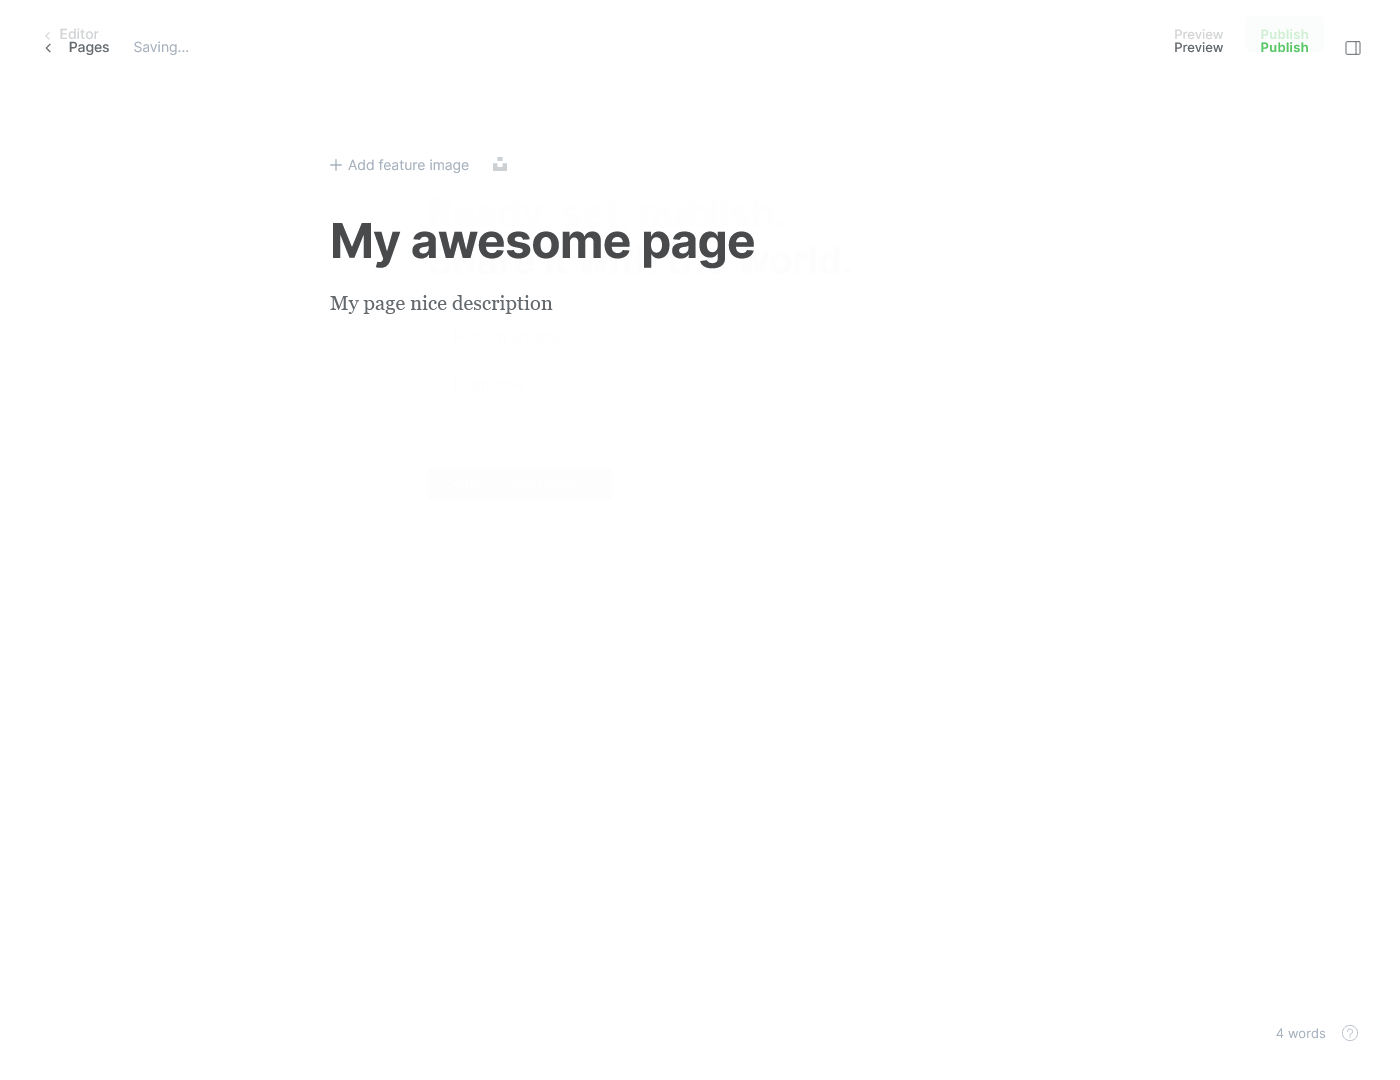 Editor
Pages Saving...
Preview Publish
Preview Publish
Add feature image
My awesome page
world.
My page nice description
4 words